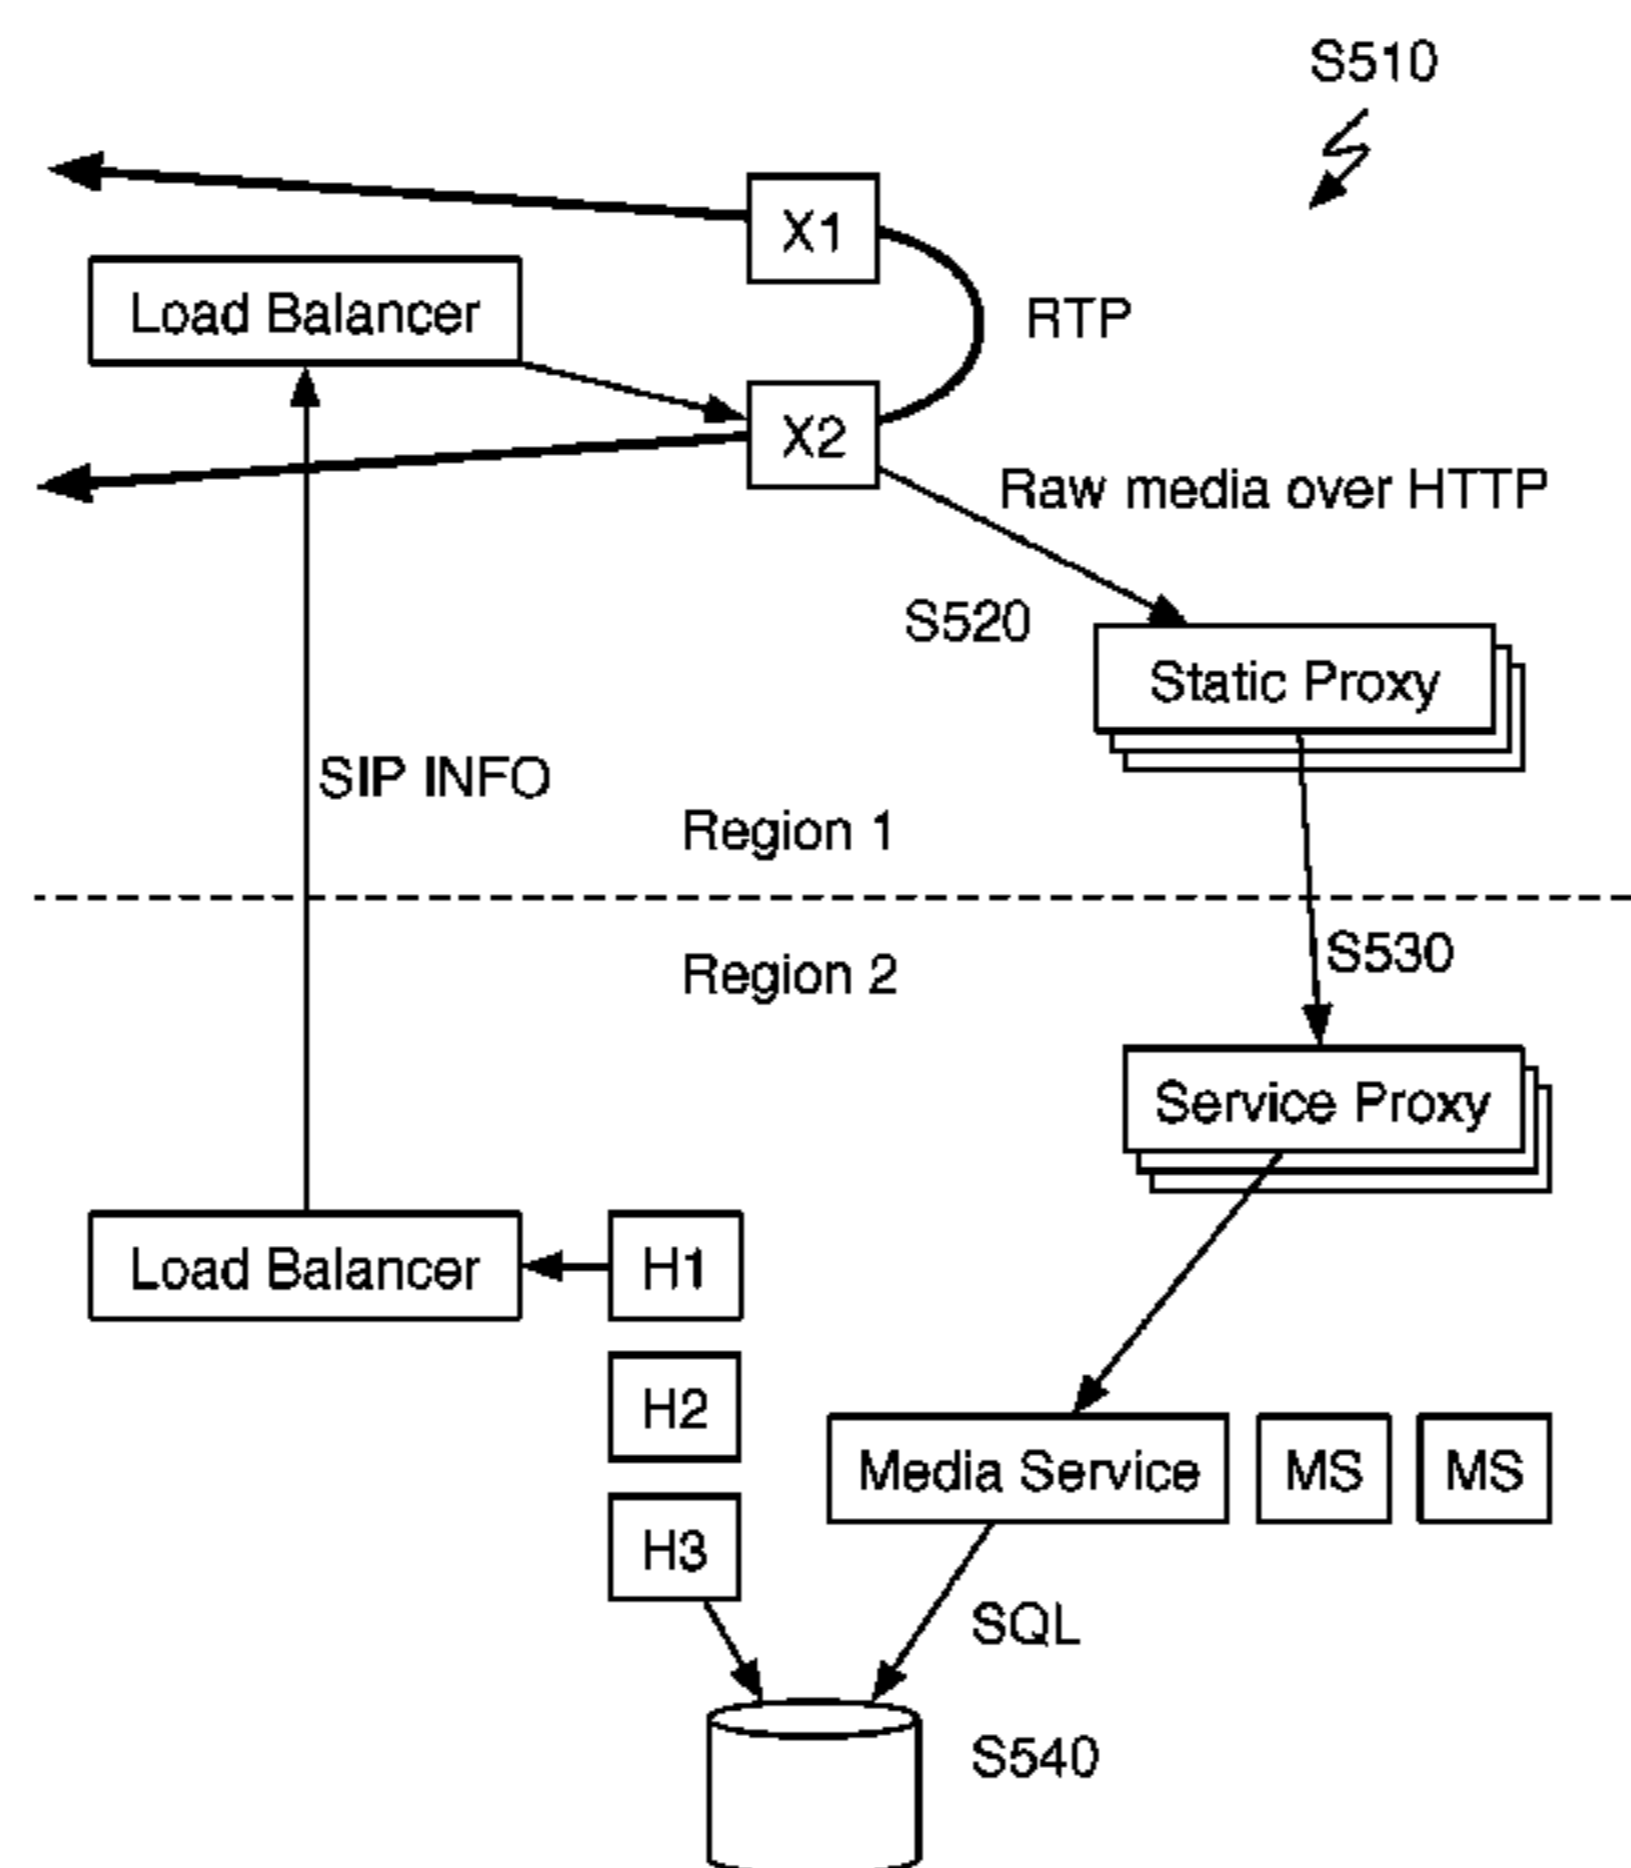 S510
X1
Load Balancer
RTP
X2
Raw media over HTTP
S520
Static Proxy
SIP INFO
Region 1
S530
Region 2
Service Proxy
Load Balancer
H1
H2
Media Service
MS
MS
H3
SQL
S540